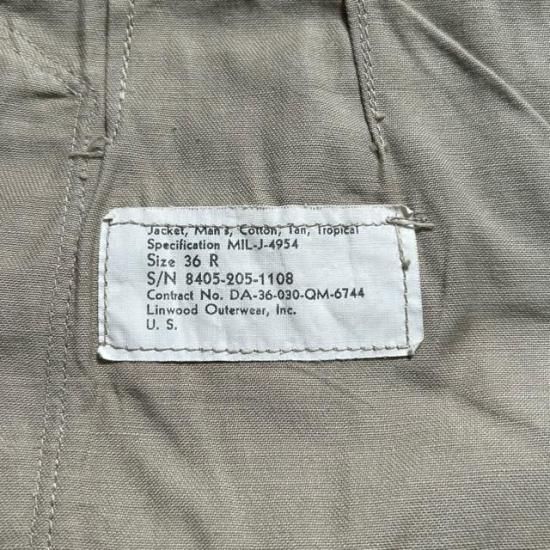 Jacket, Man's, Cotton, Tan, Tropical
Specification MIL-J-4954
Size 36 R
S/N 8405-205-1108
Contract No. DA-36-030-QM-6744
Linwood Outerwear, Inc.
U. S.